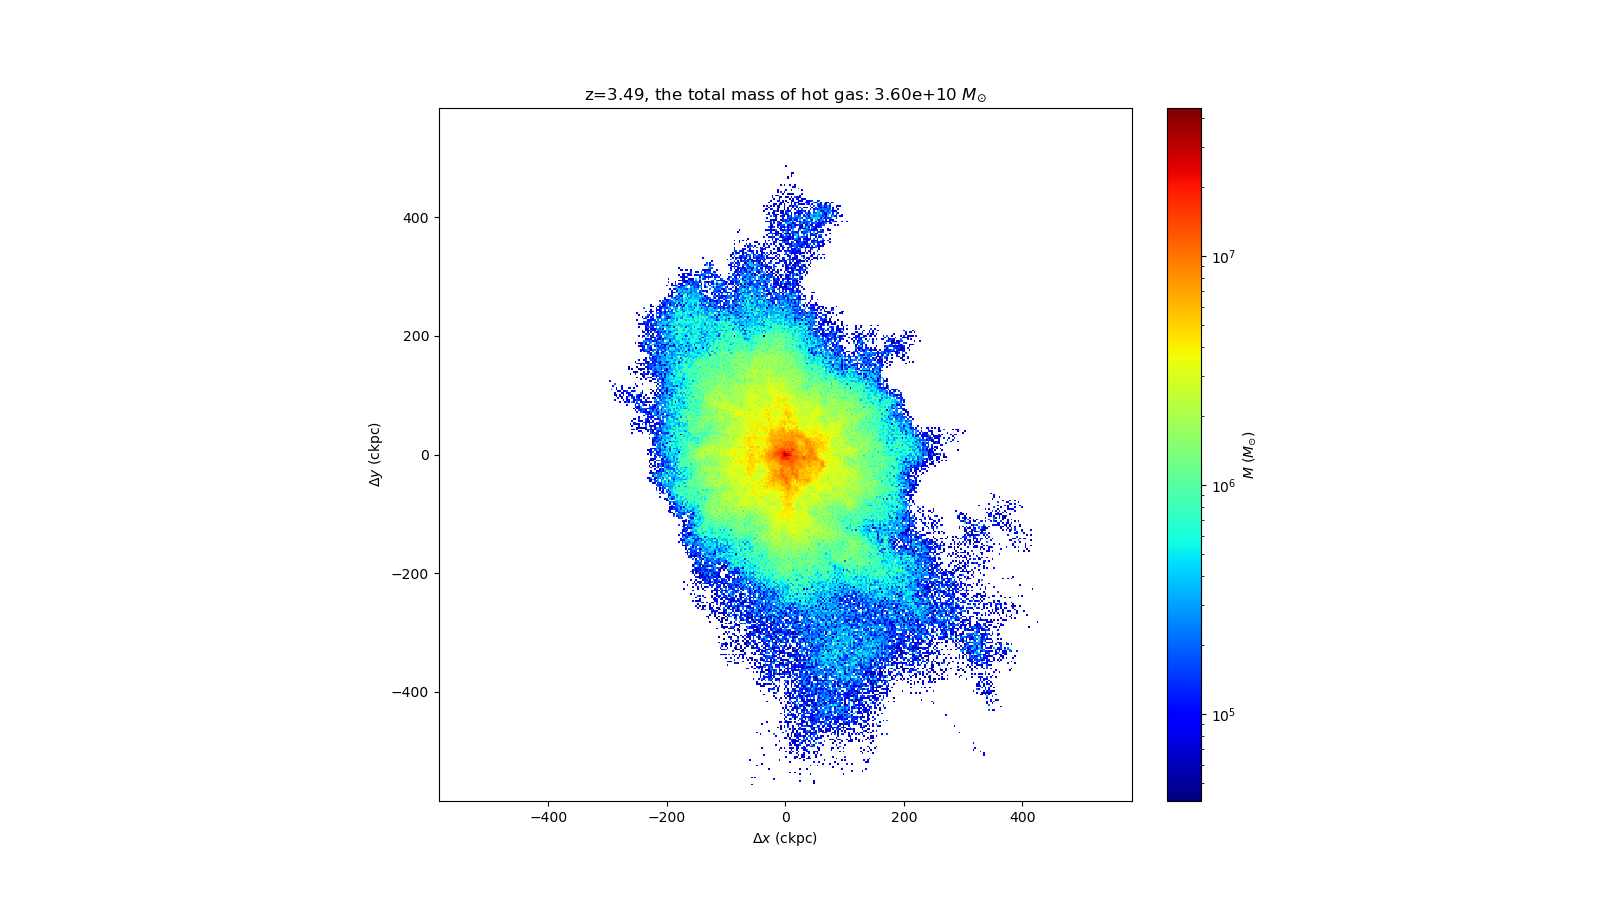 z=3.49, the total mass of hot gas: 3.60e+10 M⊙
400
200
0
−200
−400
Δy (ckpc)
−400 −200 0 200 400
Δx (ckpc)
10⁷
10⁶
10⁵
M (M⊙)